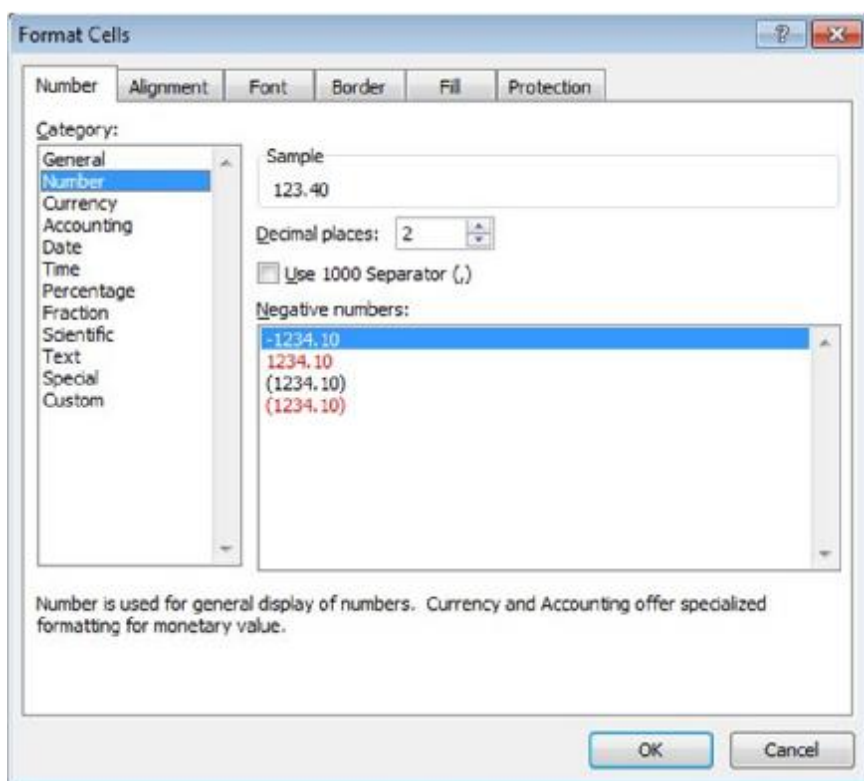 Format Cells
Number Alignment Font Border Fill Protection
Category:
General
Number
Currency
Accounting
Date
Time
Percentage
Fraction
Scientific
Text
Special
Custom
Sample
123.40
Decimal places: 2
Use 1000 Separator (,)
Negative numbers:
-1234.10
1234.10
(1234.10)
(1234.10)
Number is used for general display of numbers. Currency and Accounting offer specialized
formatting for monetary value.
OK Cancel